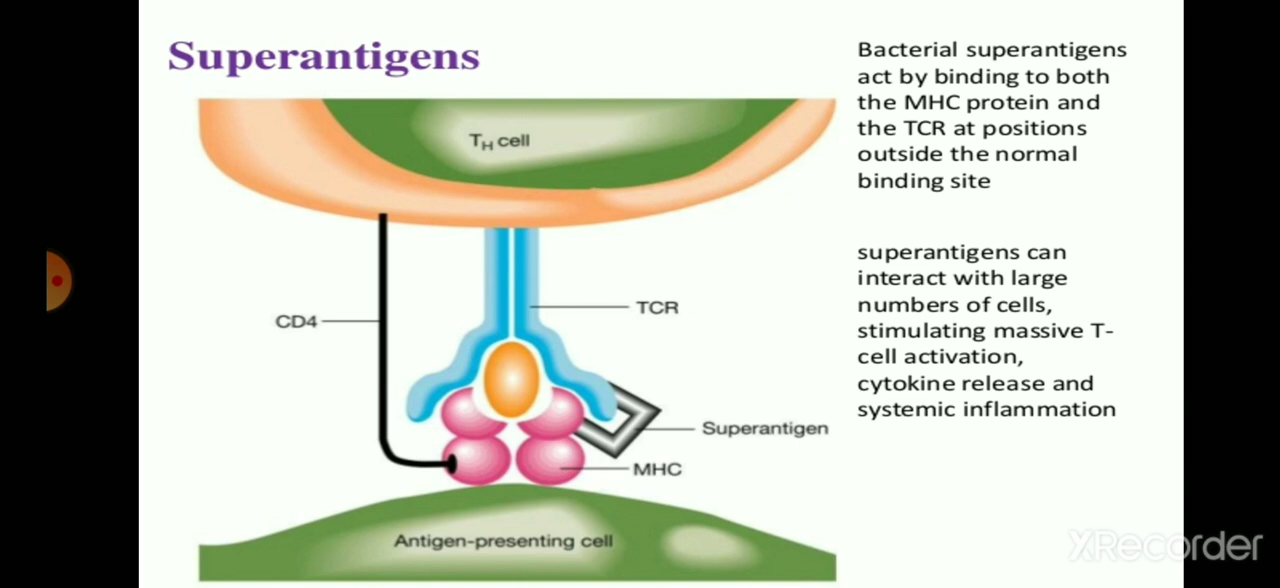 Superantigens
T_H cell
CD4
TCR
Superantigen
MHC
Antigen-presenting cell
Bacterial superantigens
act by binding to both
the MHC protein and
the TCR at positions
outside the normal
binding site
superantigens can
interact with large
numbers of cells,
stimulating massive T-
cell activation,
cytokine release and
systemic inflammation
XRecorder